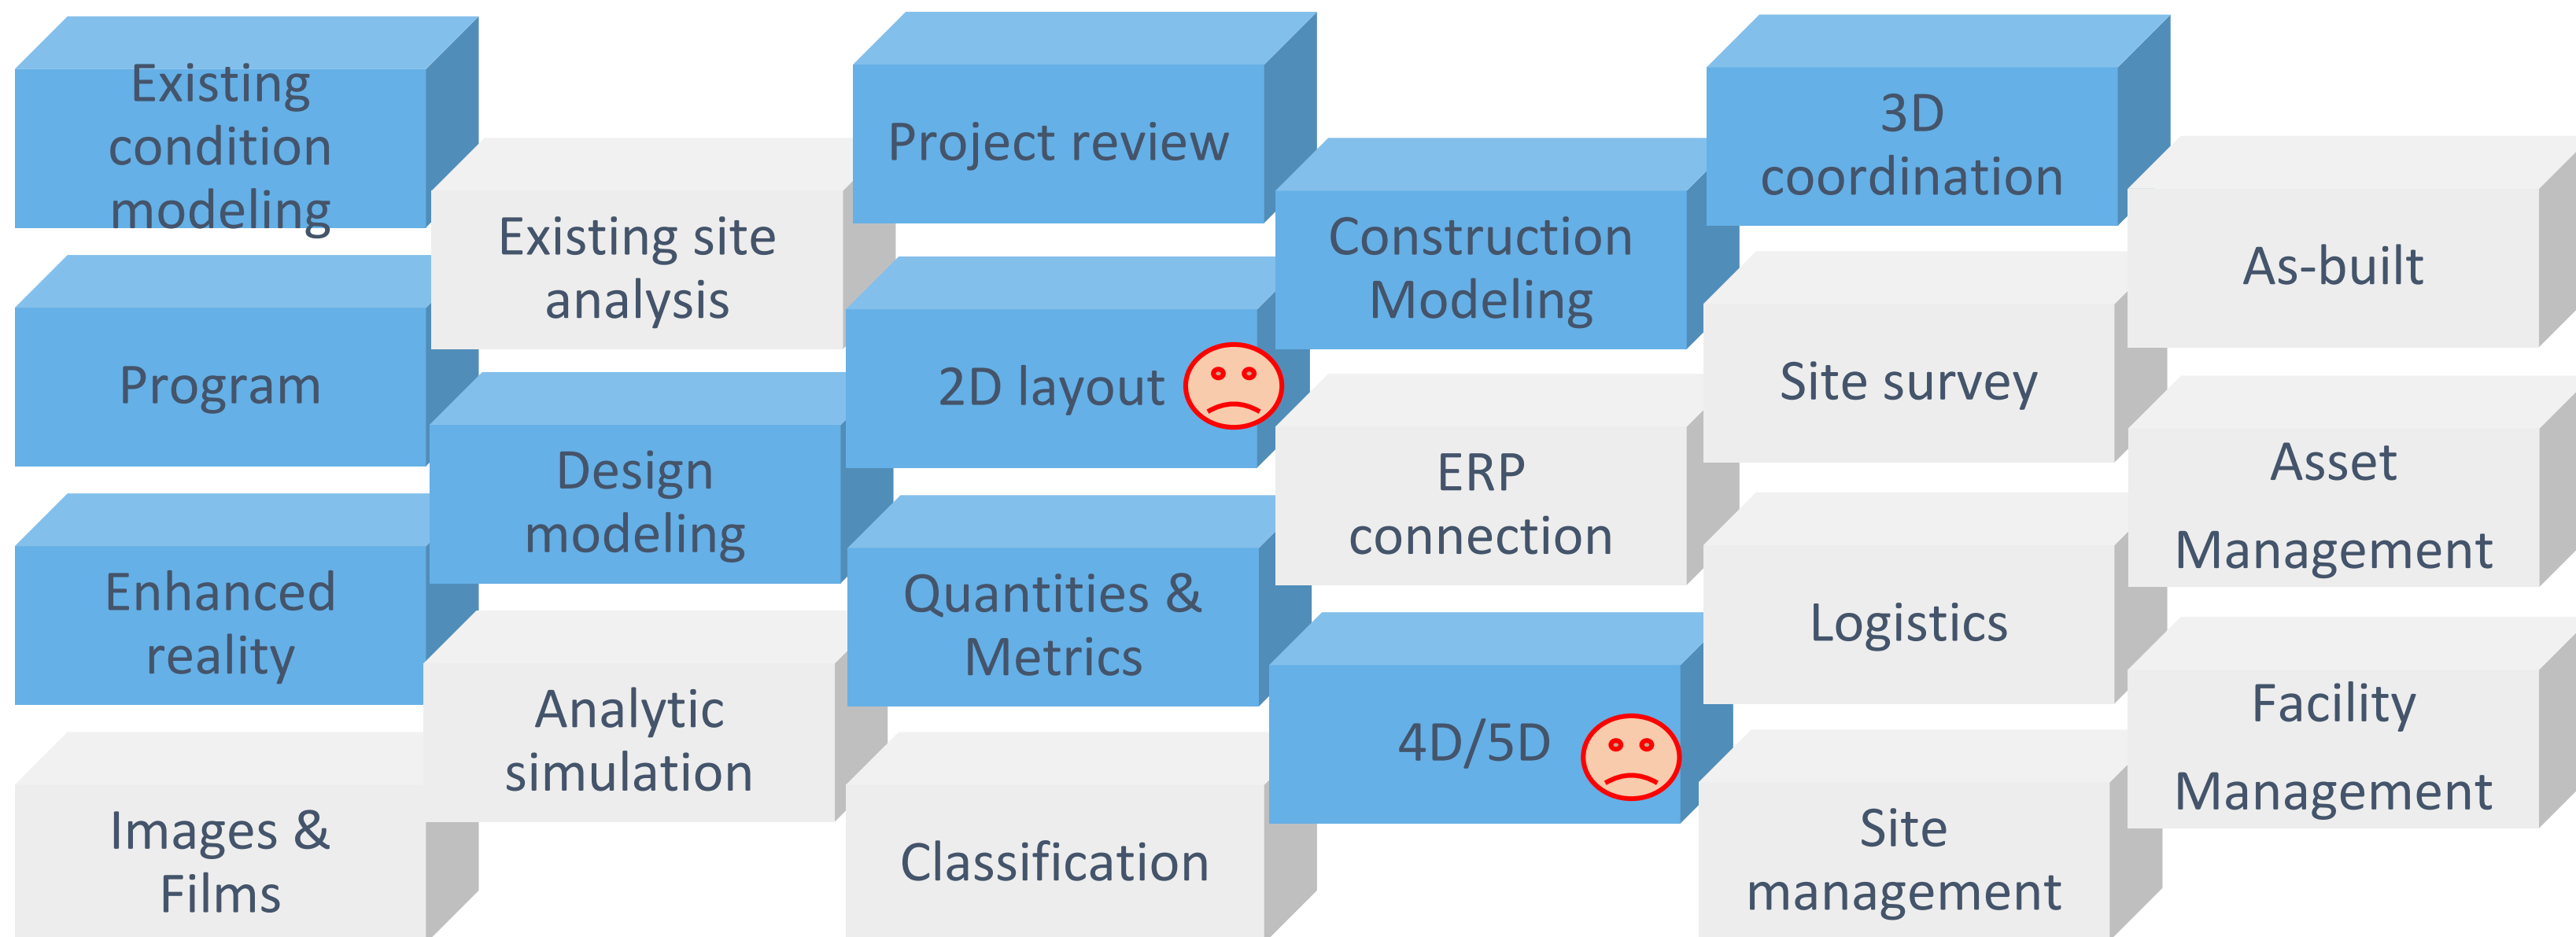 Existing
condition
modeling
Program
Enhanced
reality
Images &
Films
Existing site
analysis
Design
modeling
Analytic
simulation
Project review
2D layout
Quantities &
Metrics
Classification
Construction
Modeling
ERP
connection
4D/5D
3D
coordination
Site survey
Logistics
Site
management
As-built
Asset
Management
Facility
Management